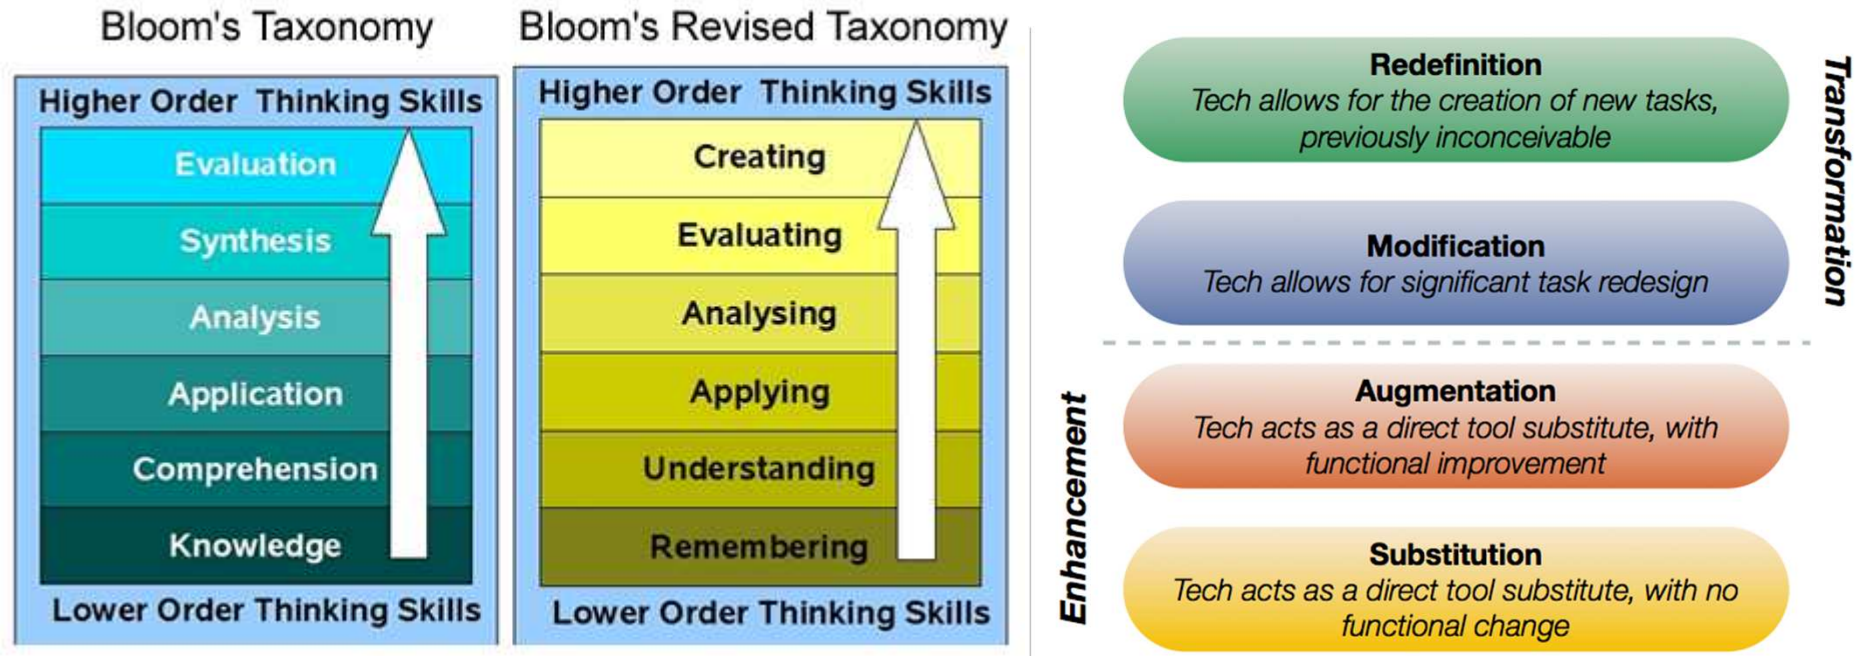 Bloom's Taxonomy
Higher Order Thinking Skills
Evaluation
Synthesis
Analysis
Application
Comprehension
Knowledge
Lower Order Thinking Skills
Bloom's Revised Taxonomy
Higher Order Thinking Skills
Creating
Evaluating
Analysing
Applying
Understanding
Remembering
Lower Order Thinking Skills
Redefinition
Tech allows for the creation of new tasks,
previously inconceivable
Modification
Tech allows for significant task redesign
Transformation
Augmentation
Tech acts as a direct tool substitute, with
functional improvement
Substitution
Tech acts as a direct tool substitute, with no
functional change
Enhancement